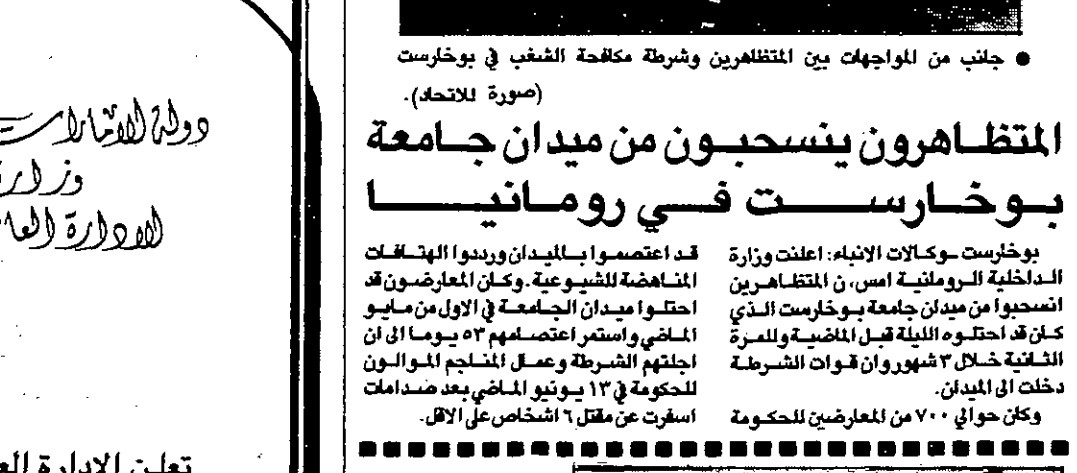 ● جانب من المواجهات بين المتظاهرين وشرطة مكافحة الشغب في بوخارست
(صورة للاتحاد).
المتظاهرون ينسحبون من ميدان جامعة
بوخارست في رومانيا
بوخارست ـ وكالات الانباء: اعلنت وزارة
الداخلية الرومانية امس، ن المتظاهرين
انسحبوا من ميدان جامعة بوخارست الذي
كان قد احتلوه الليلة قبل الماضية وللمرة
الثانية خلال ٣ شهور وان قوات الشرطة
دخلت الى الميدان.
وكان حوالي ٧٠٠ من المعارضين للحكومة
قد اعتصموا بالميدان ورددوا الهتافات
المناهضة للشيوعية. وكان المعارضون قد
احتلوا ميدان الجامعة في الاول من مايو
الماضي واستمر اعتصامهم ٥٣ يوما الى ان
اجلتهم الشرطة وعمال المناجم الموالون
للحكومة في ١٣ يونيو الماضي بعد صدامات
اسفرت عن مقتل ٦ اشخاص على الاقل.
دولة الامارات
وزارة
الادارة العا
تعلن الادارة الع